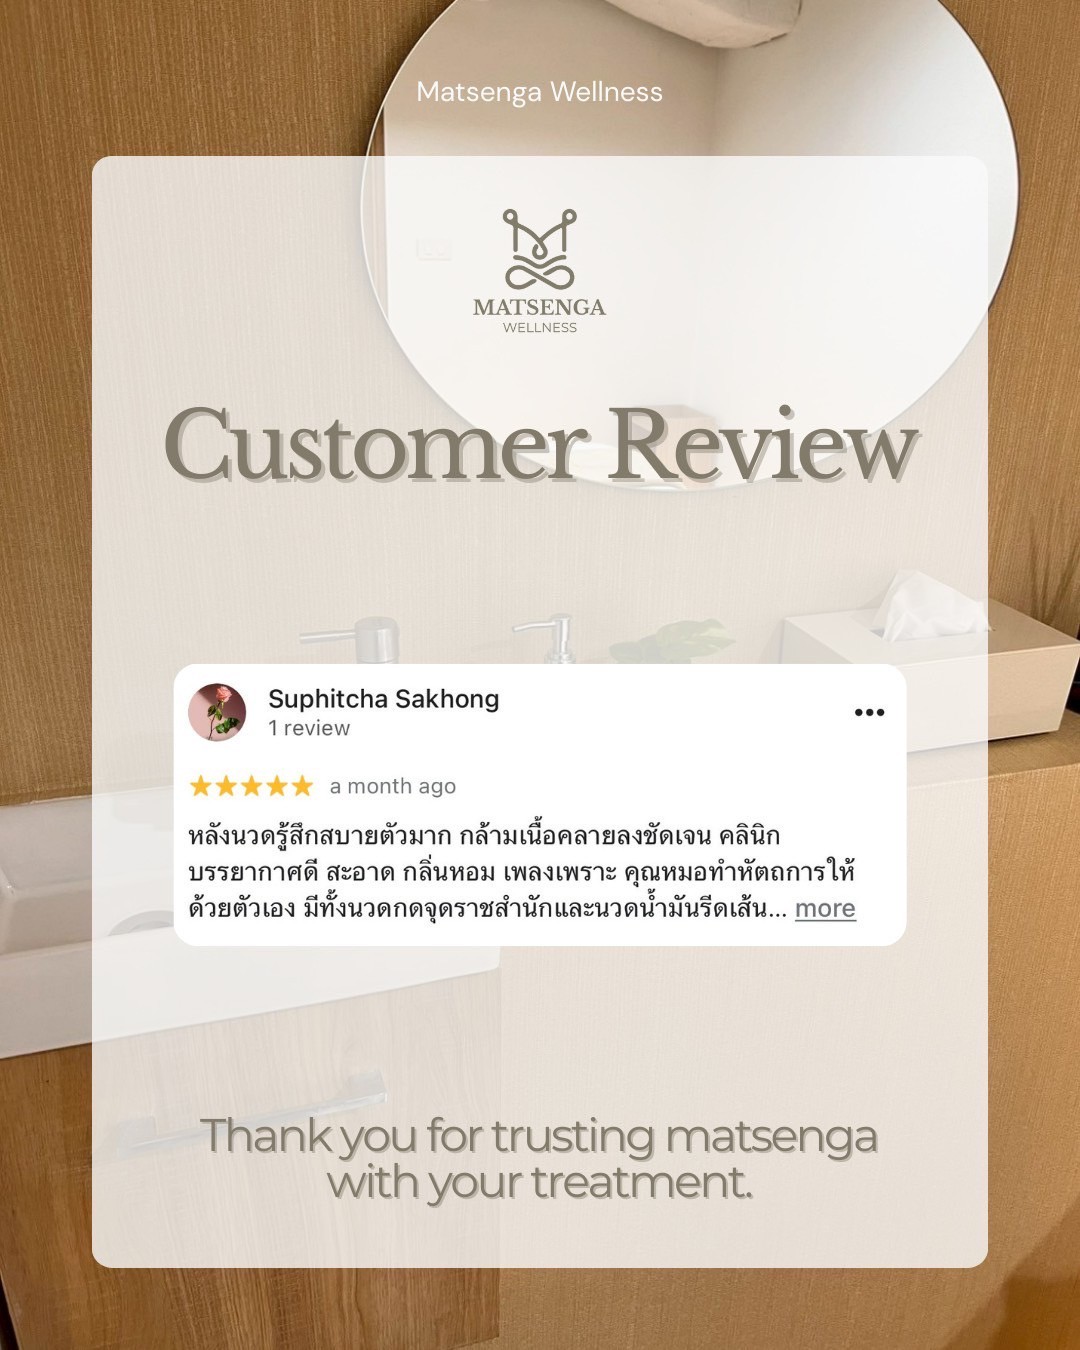 Matsenga Wellness
MATSENGA
WELLNESS
Customer Review
Suphitcha Sakhong
1 review
a month ago
หลังนวดรู้สึกสบายตัวมาก กล้ามเนื้อคลายลงชัดเจน คลินิก
บรรยากาศดี สะอาด กลิ่นหอม เพลงเพราะ คุณหมอทำหัตถการให้
ด้วยตัวเอง มีทั้งนวดกดจุดราชสำนักและนวดน้ำมันรีดเส้น... more
Thank you for trusting matsenga
with your treatment.